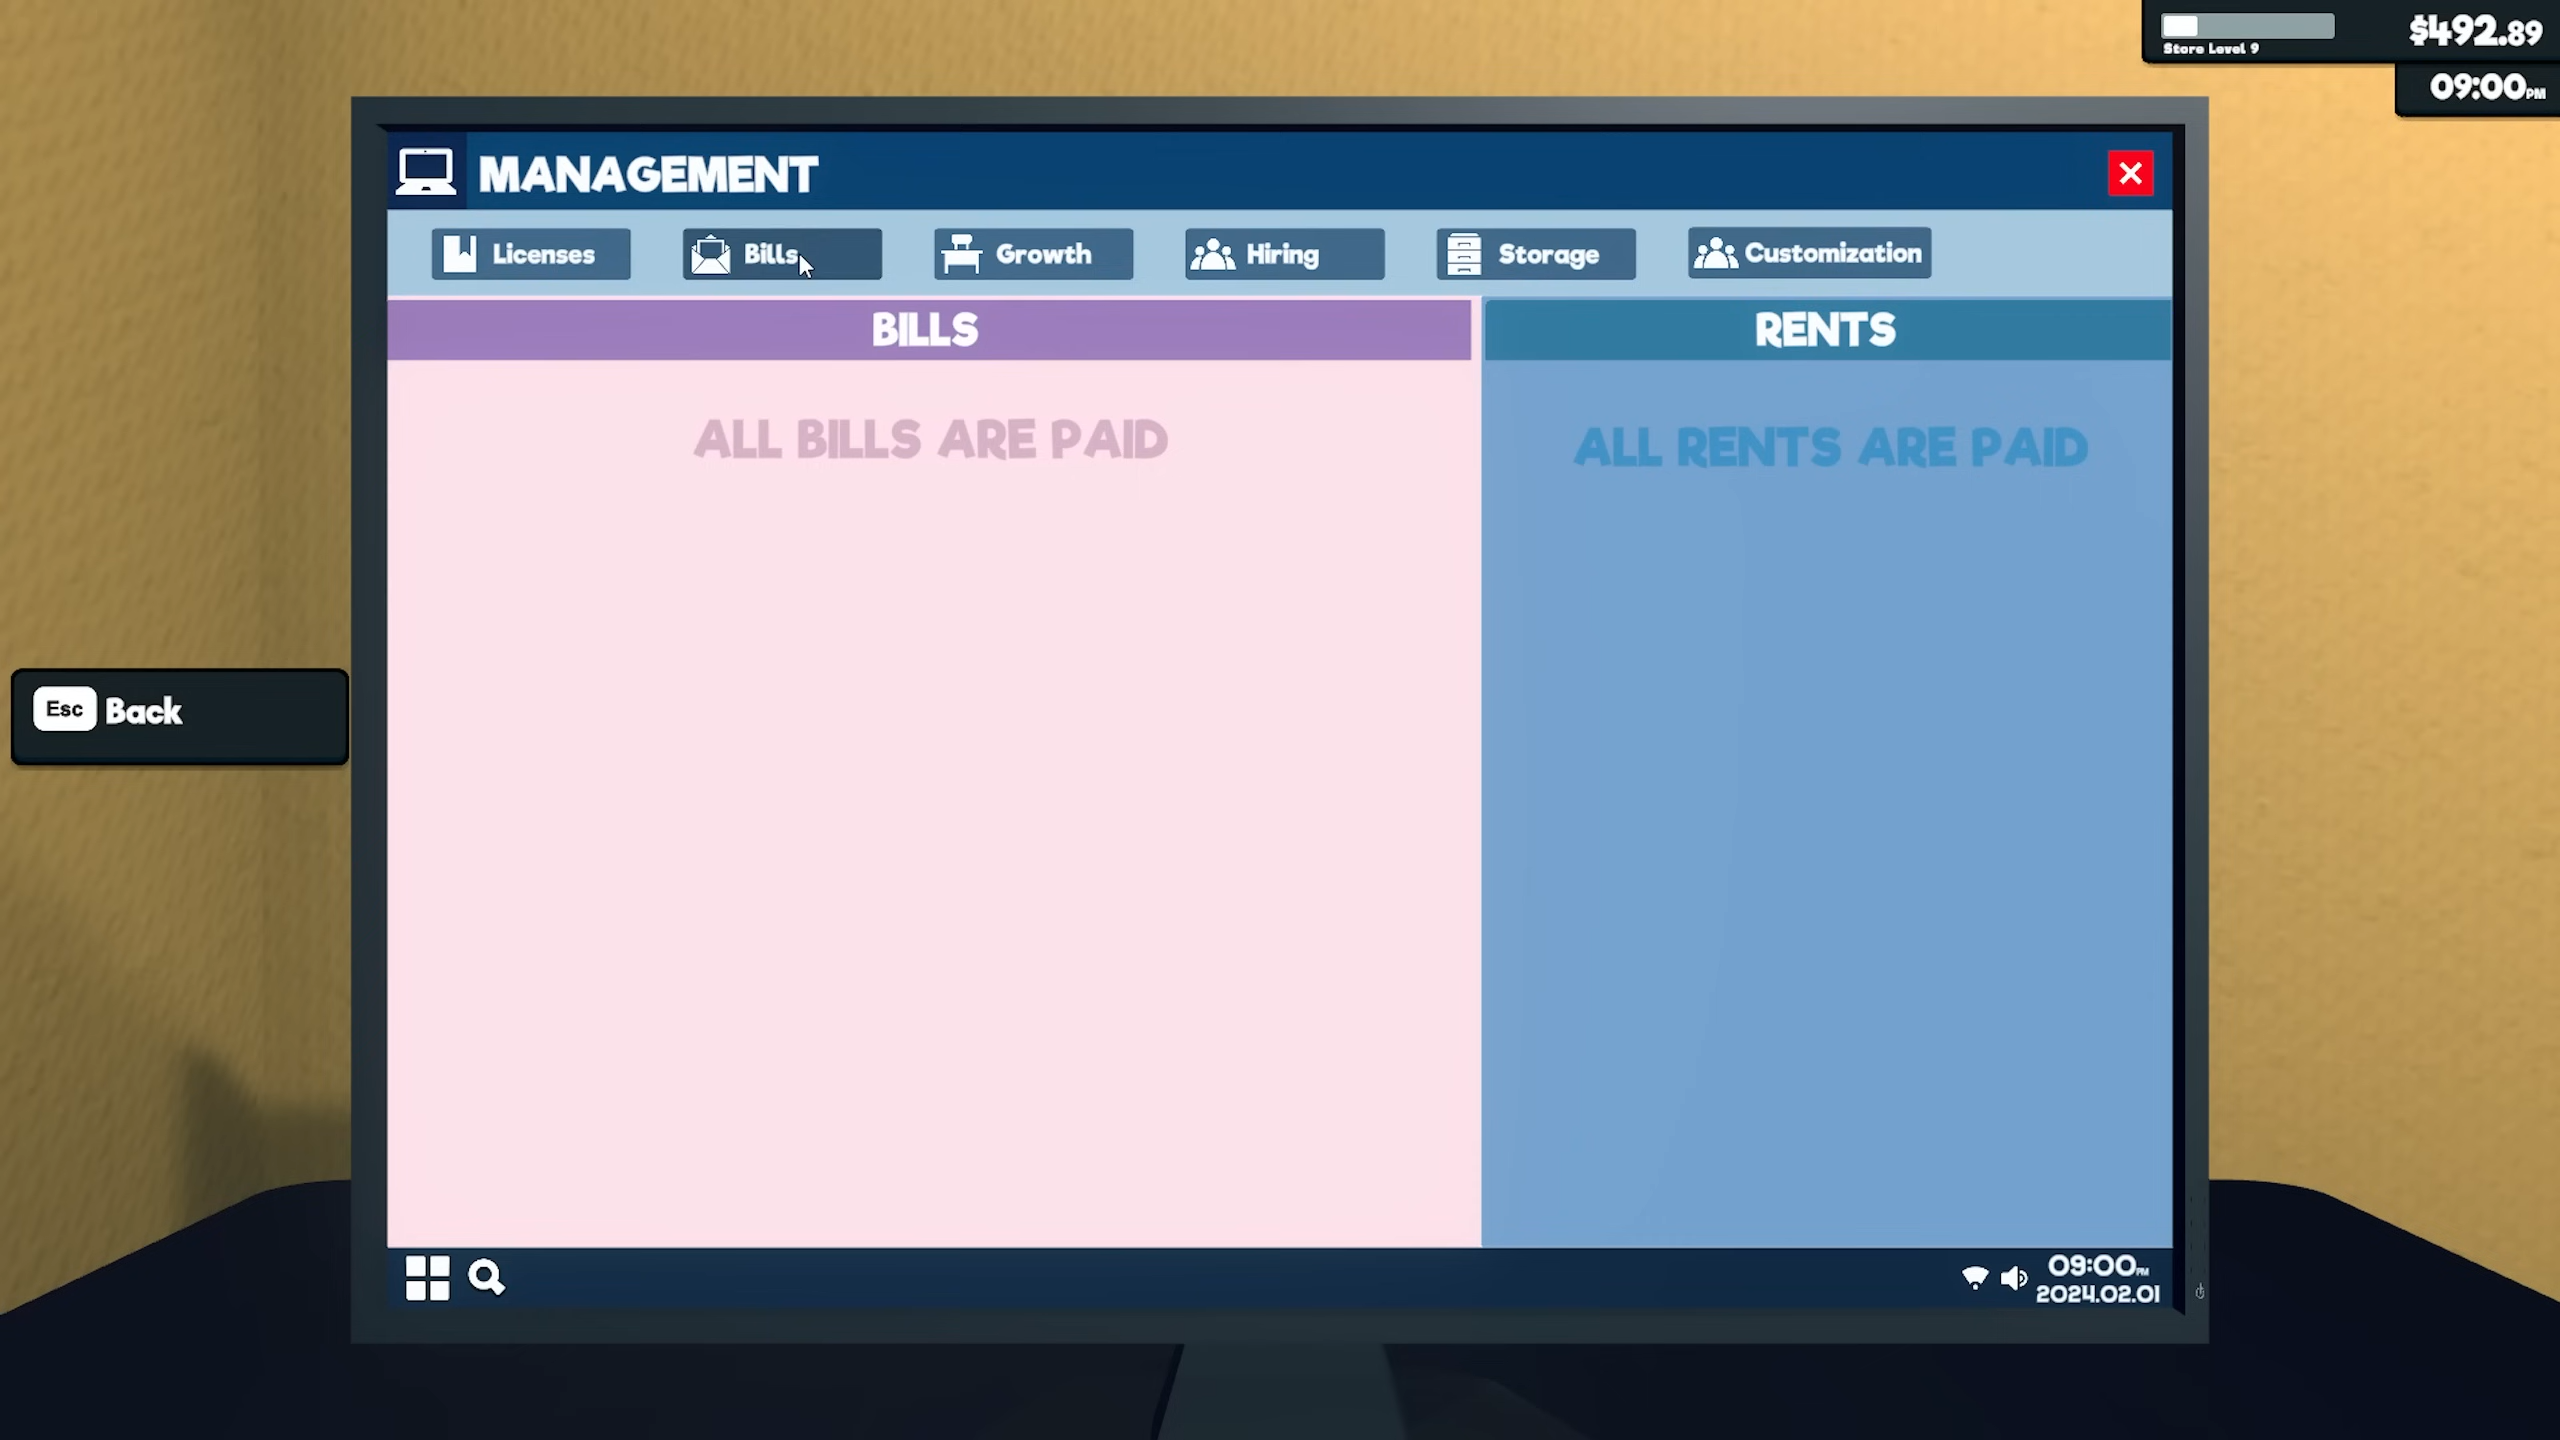 $492.89
Store Level 9
09:00PM
MANAGEMENT
Licenses
Bills
Growth
Hiring
Storage
Customization
BILLS
RENTS
ALL BILLS ARE PAID
ALL RENTS ARE PAID
Esc Back
09:00PM
2024.02.01